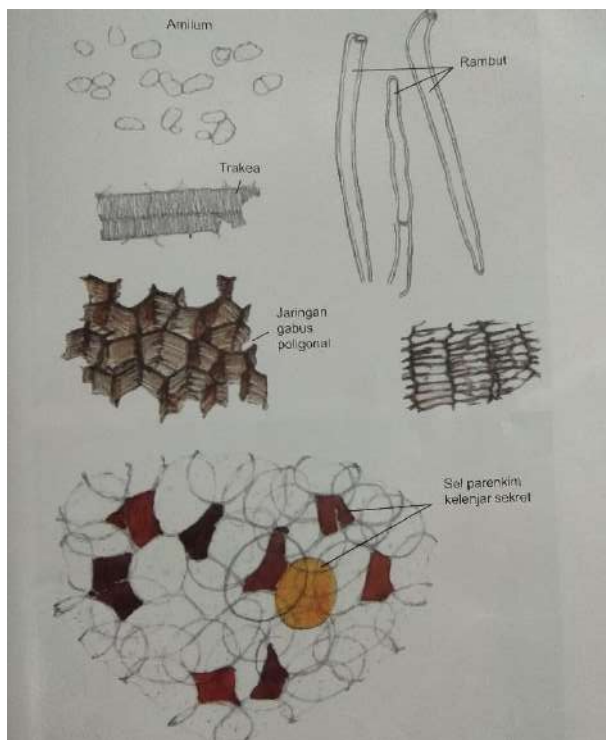 Amilum
Rambut
Trakea
Jaringan
gabus
poligonal
Sel parenkim
kelenjar sekret